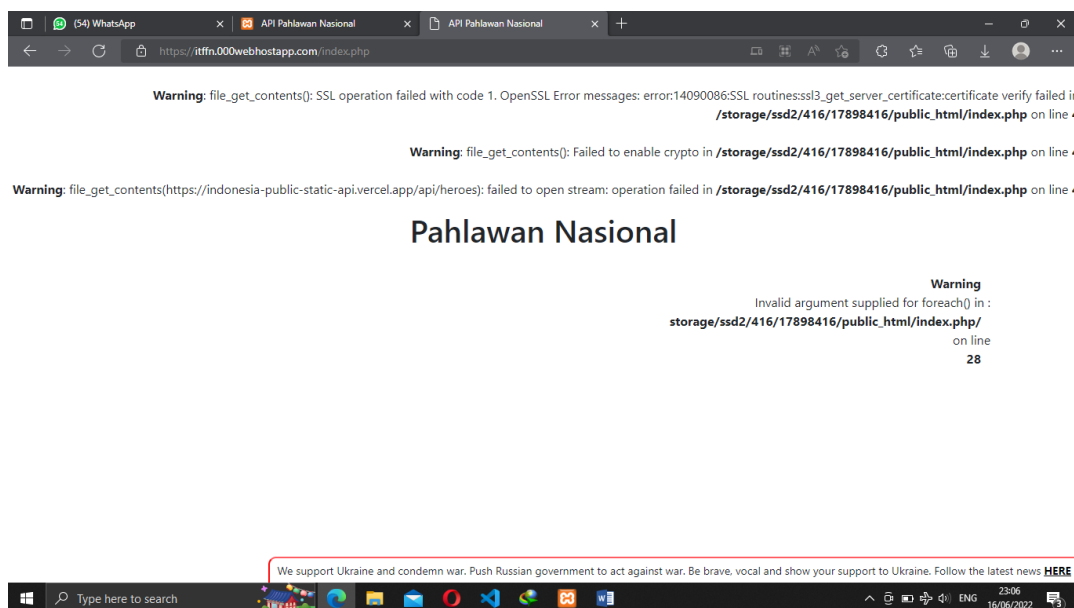 (54) WhatsApp
API Pahlawan Nasional
API Pahlawan Nasional
https://itffn.000webhostapp.com/index.php
Warning: file_get_contents(): SSL operation failed with code 1. OpenSSL Error messages: error:14090086:SSL routines:ssl3_get_server_certificate:certificate verify failed in
/storage/ssd2/416/17898416/public_html/index.php on line
Warning: file_get_contents(): Failed to enable crypto in /storage/ssd2/416/17898416/public_html/index.php on line
Warning: file_get_contents(https://indonesia-public-static-api.vercel.app/api/heroes): failed to open stream: operation failed in /storage/ssd2/416/17898416/public_html/index.php on line
Pahlawan Nasional
Warning
Invalid argument supplied for foreach() in :
storage/ssd2/416/17898416/public_html/index.php/
on line
28
We support Ukraine and condemn war. Push Russian government to act against war. Be brave, vocal and show your support to Ukraine. Follow the latest news HERE
Type here to search
ENG
23:06
16/06/2022
3